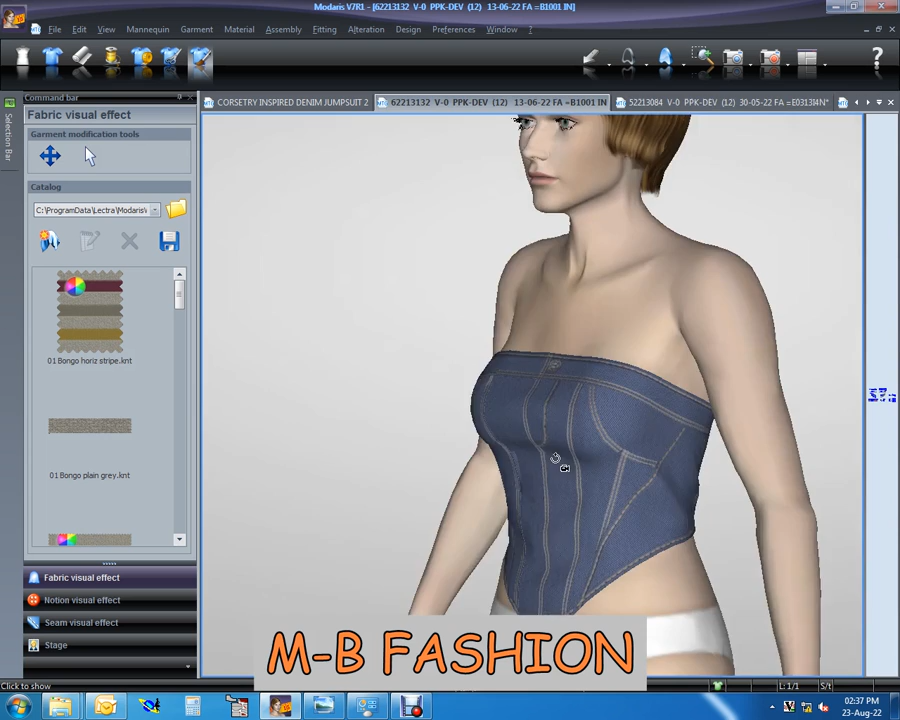 Modaris V7R1 - [62213132 V-0 PPK-DEV (12) 13-06-22 FA =B1001 IN]
File Edit View Mannequin Garment Material Assembly Fitting Alteration Design Preferences Window ?
Command bar
CORSETRY INSPIRED DENIM JUMPSUIT 2
62213132 V-0 PPK-DEV (12) 13-06-22 FA =B1001 IN
52213084 V-0 PPK-DEV (12) 30-05-22 FA =E0313I4N*
Selection Bar
Fabric visual effect
Garment modification tools
Catalog
C:\ProgramData\Lectra\Modaris\
01 Bongo horiz stripe.knt
01 Bongo plain grey.knt
Fabric visual effect
Notion visual effect
Seam visual effect
Stage
M-B FASHION
Click to show
L: 1/1
S/t
02:37 PM
23-Aug-22